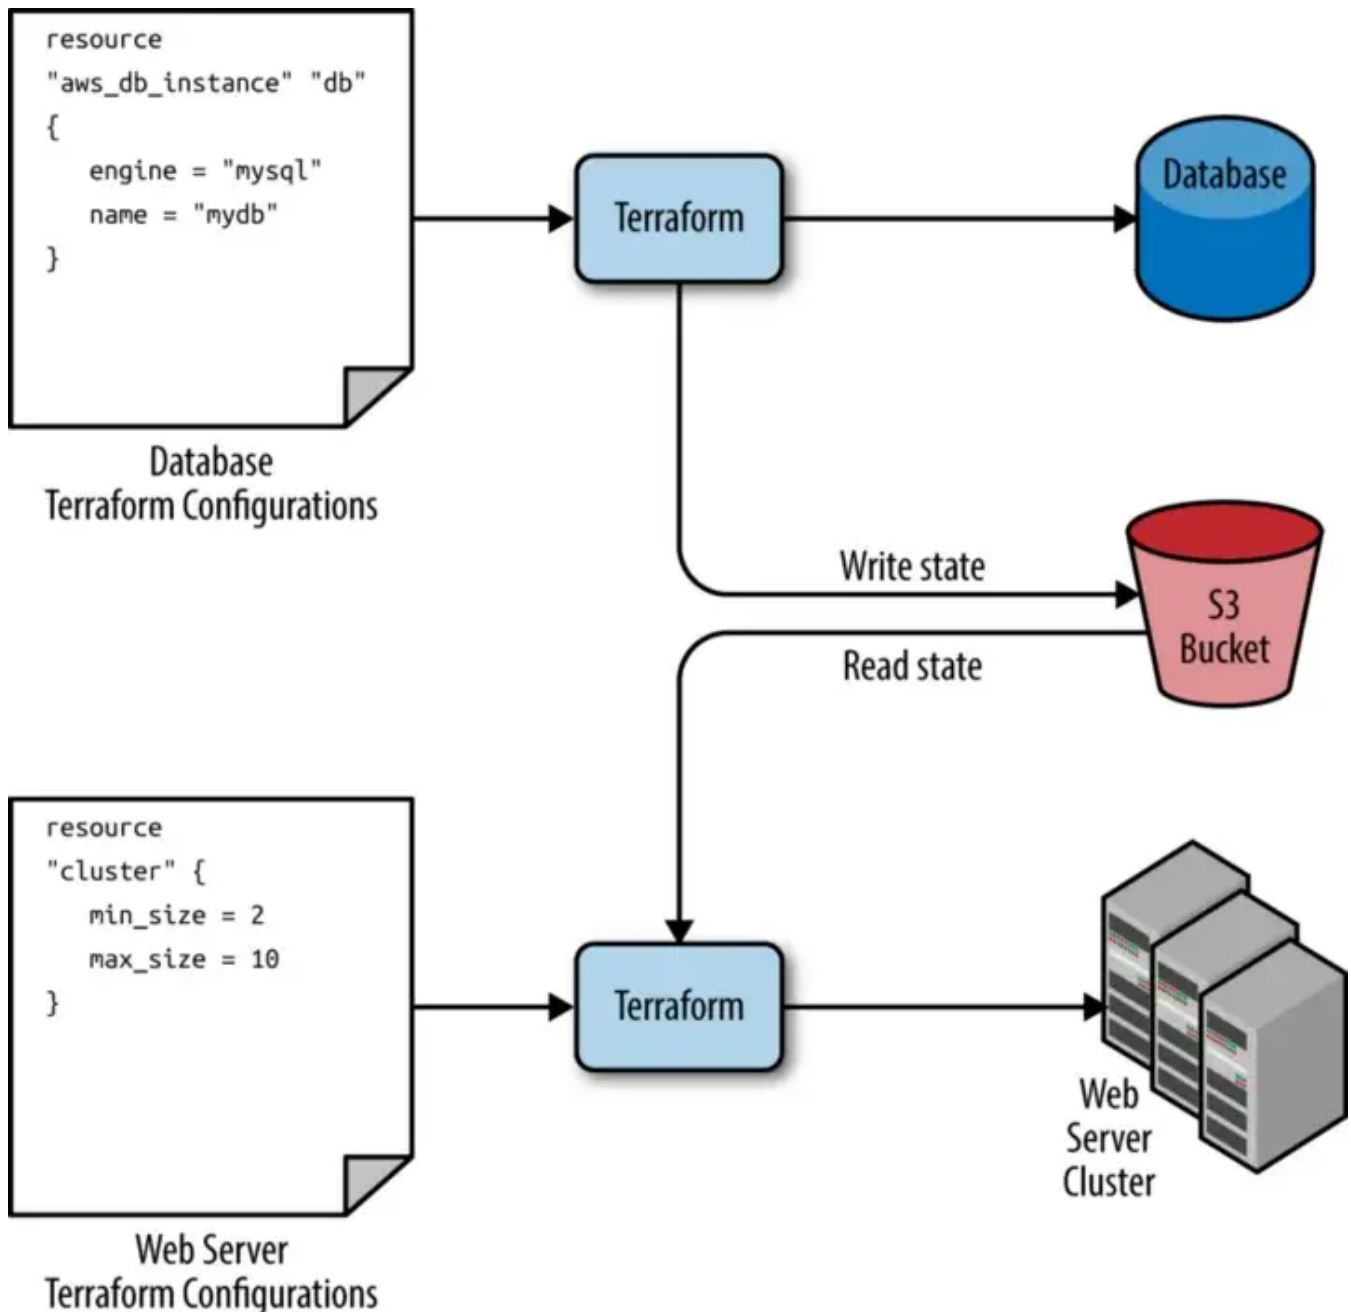 resource
"aws_db_instance" "db"
{
engine = "mysql"
name = "mydb"
}
Database
Terraform Configurations
Terraform
Database
Write state
Read state
S3
Bucket
resource
"cluster" {
min_size = 2
max_size = 10
}
Web Server
Terraform Configurations
Terraform
Web
Server
Cluster